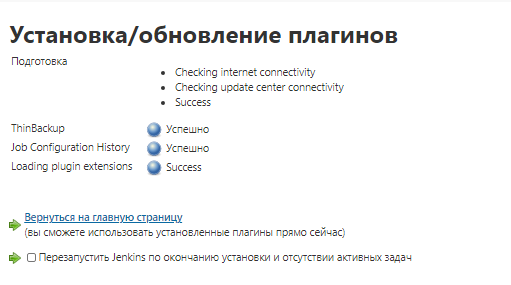 Установка/обновление плагинов
Подготовка
Checking internet connectivity
Checking update center connectivity
Success
ThinBackup Успешно
Job Configuration History Успешно
Loading plugin extensions Success
Вернуться на главную страницу
(вы сможете использовать установленные плагины прямо сейчас)
Перезапустить Jenkins по окончанию установки и отсутствии активных задач